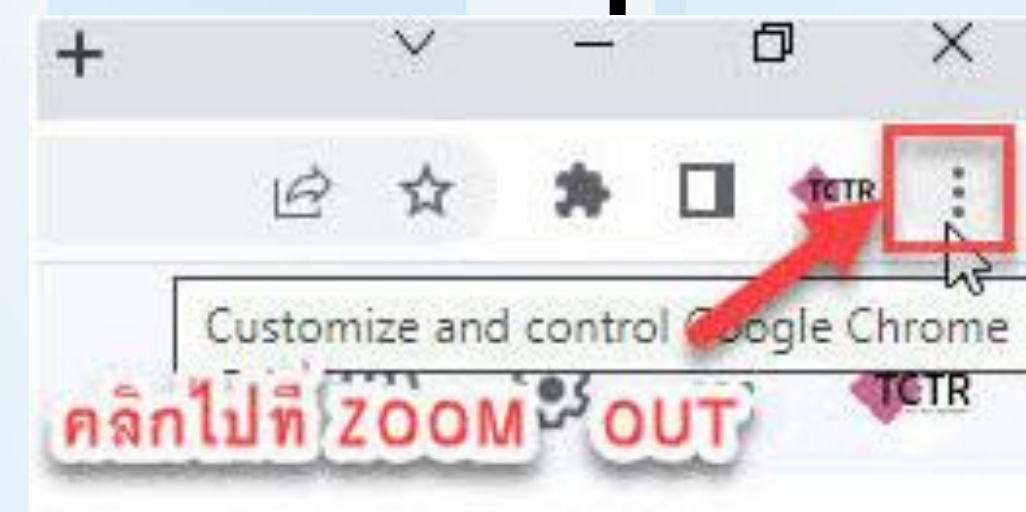 TCTR
Customize and control Google Chrome
TCTR
คลิกไปที่ ZOOM OUT